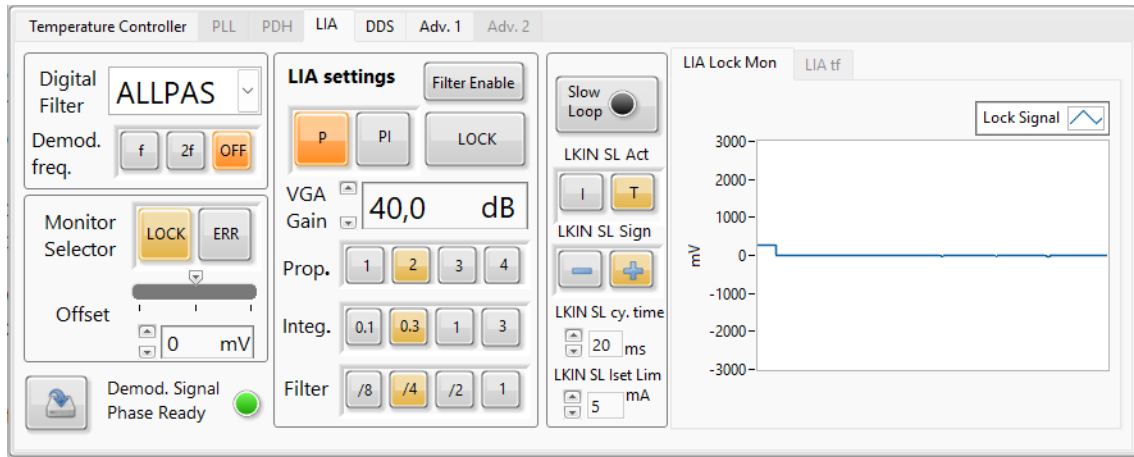 Temperature Controller PLL PDH LIA DDS Adv. 1 Adv. 2
Digital
Filter
ALLPAS
Demod.
freq.
f 2f OFF
Monitor
Selector
LOCK ERR
Offset
0 mV
Demod. Signal
Phase Ready
LIA settings
Filter Enable
P PI LOCK
VGA
Gain
40,0 dB
Prop. 1 2 3 4
Integ. 0.1 0.3 1 3
Filter /8 /4 /2 1
Slow
Loop
LKIN SL Act
I T
LKIN SL Sign
LKIN SL cy. time
20 ms
LKIN SL Iset Lim
5 mA
LIA Lock Mon LIA tf
Lock Signal
3000
2000
1000
0
-1000
-2000
-3000
mV